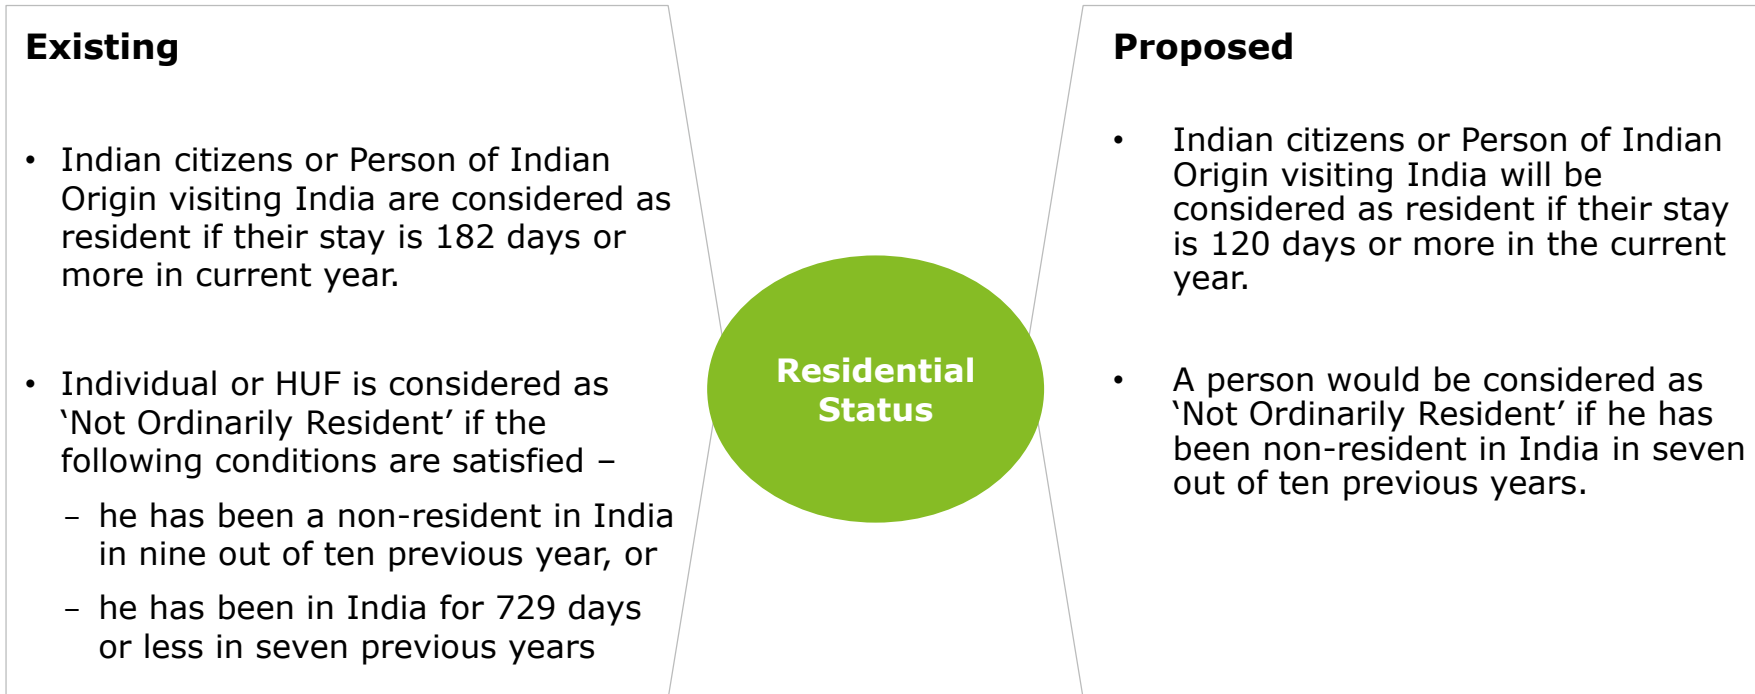 Existing
• Indian citizens or Person of Indian
Origin visiting India are considered as
resident if their stay is 182 days or
more in current year.
• Individual or HUF is considered as
‘Not Ordinarily Resident’ if the
following conditions are satisfied –
– he has been a non-resident in India
in nine out of ten previous year, or
– he has been in India for 729 days
or less in seven previous years
Residential
Status
Proposed
• Indian citizens or Person of Indian
Origin visiting India will be
considered as resident if their stay
is 120 days or more in the current
year.
• A person would be considered as
‘Not Ordinarily Resident’ if he has
been non-resident in India in seven
out of ten previous years.